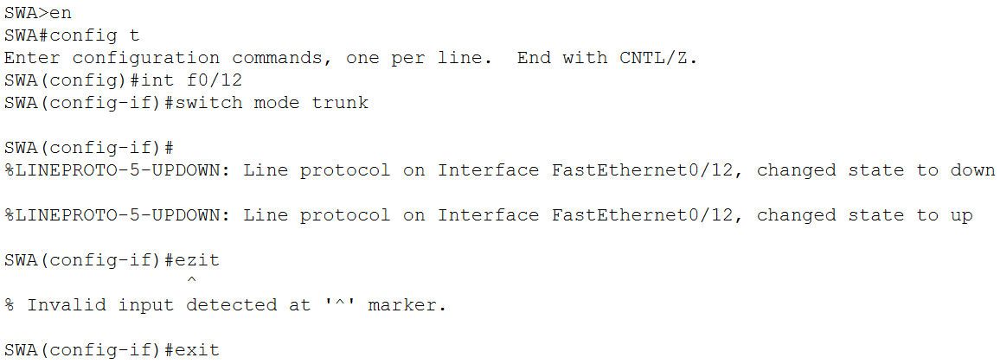 SWA>en
SWA#config t
Enter configuration commands, one per line.  End with CNTL/Z.
SWA(config)#int f0/12
SWA(config-if)#switch mode trunk
SWA(config-if)#
%LINEPROTO-5-UPDOWN: Line protocol on Interface FastEthernet0/12, changed state to down
%LINEPROTO-5-UPDOWN: Line protocol on Interface FastEthernet0/12, changed state to up
SWA(config-if)#ezit
^
% Invalid input detected at '^' marker.
SWA(config-if)#exit